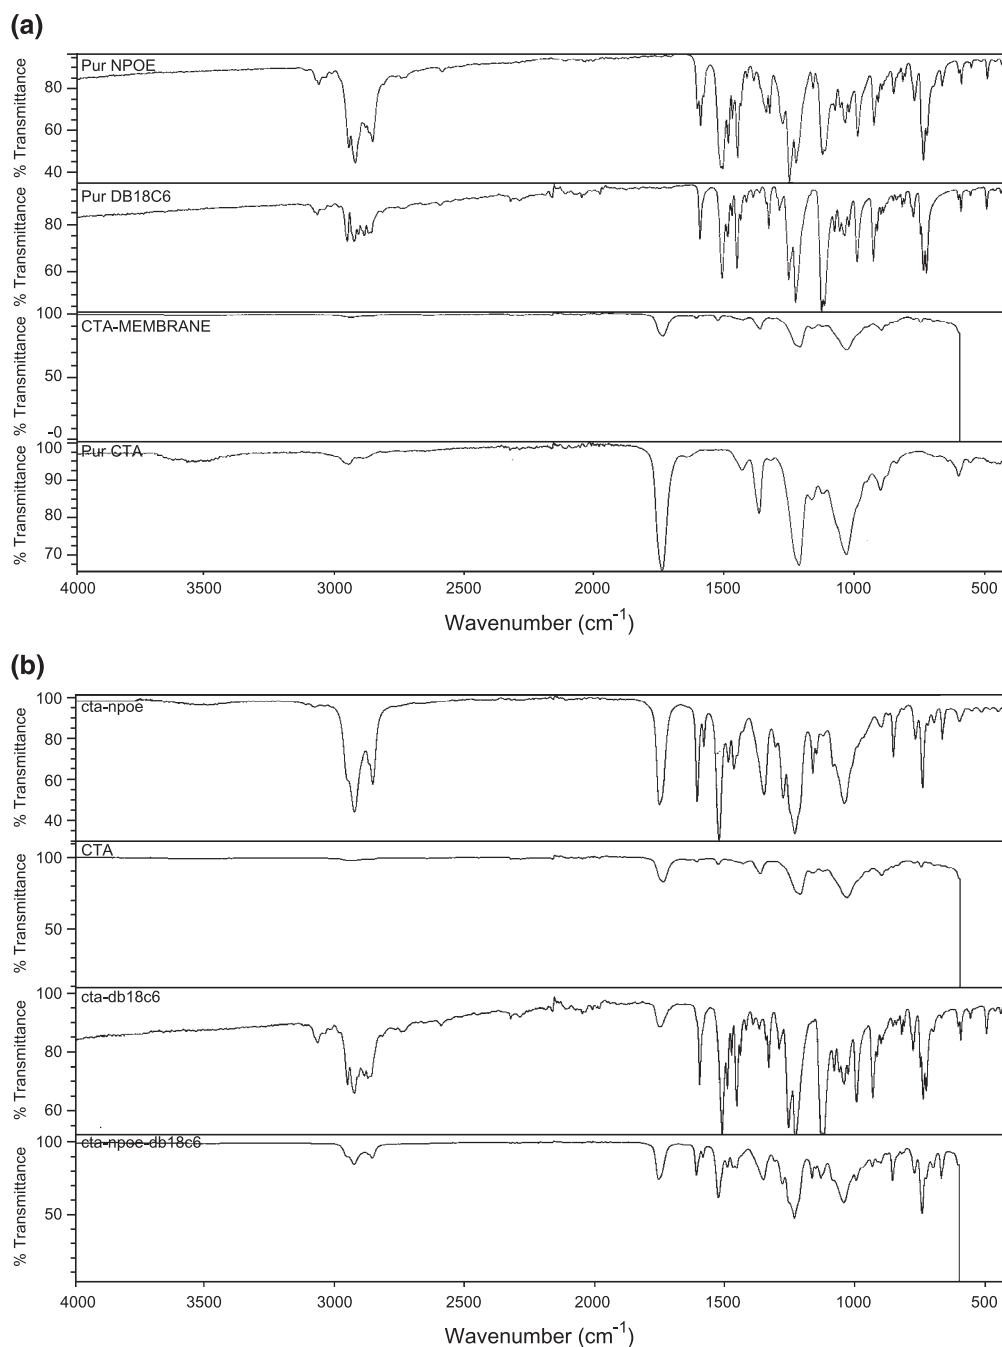 (a)
Pur NPOE
80
60
40
% Transmittance
Pur DB18C6
80
60
% Transmittance
100
CTA-MEMBRANE
50
-0
% Transmittance
100
Pur CTA
90
80
70
% Transmittance
4000 3500 3000 2500 2000 1500 1000 500
Wavenumber (cm-1)
(b)
100
cta-npoe
80
60
40
% Transmittance
CTA
100
50
% Transmittance
100
cta-db18c6
80
60
% Transmittance
100
cta-npoe-db18c6
50
% Transmittance
4000 3500 3000 2500 2000 1500 1000 500
Wavenumber (cm-1)